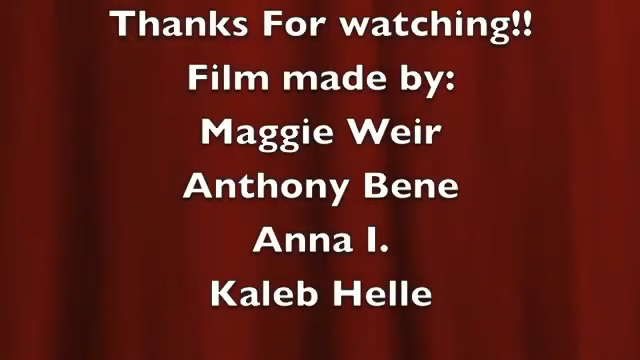 Thanks For watching!!
Film made by:
Maggie Weir
Anthony Bene
Anna I.
Kaleb Helle